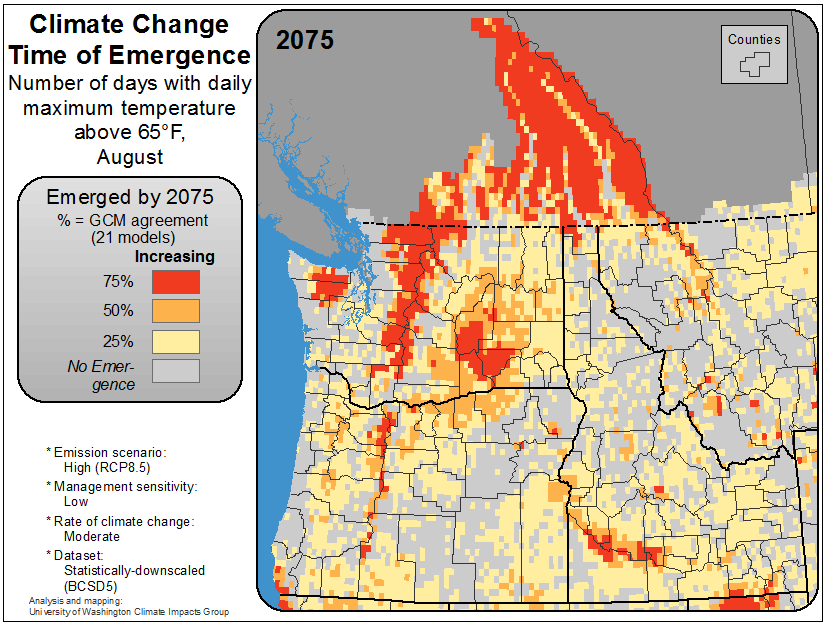 Climate Change
Time of Emergence
Number of days with daily
maximum temperature
above 65°F,
August
Emerged by 2075
% = GCM agreement
(21 models)
Increasing
75%
50%
25%
No Emer-
gence
* Emission scenario:
High (RCP8.5)
* Management sensitivity:
Low
* Rate of climate change:
Moderate
* Dataset:
Statistically-downscaled
(BCSD5)
Analysis and mapping:
University of Washington Climate Impacts Group
2075
Counties